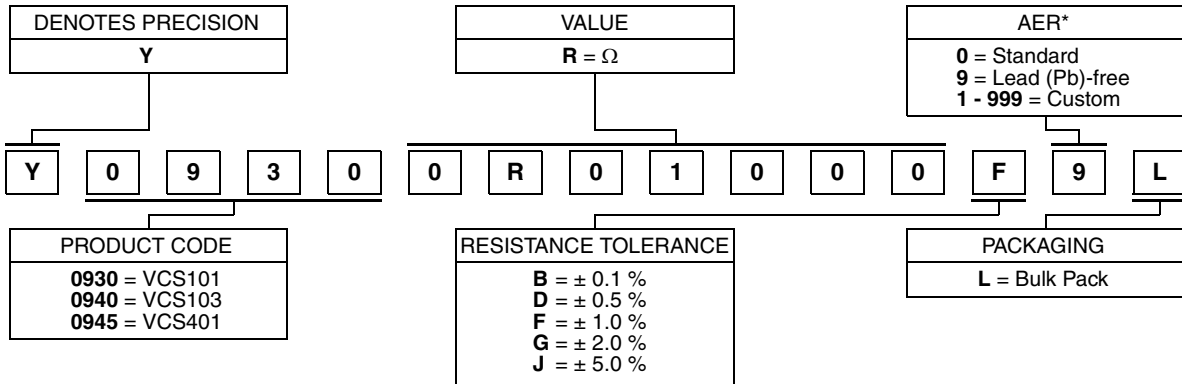 DENOTES PRECISION
Y
VALUE
R = Ω
AER*
0 = Standard
9 = Lead (Pb)-free
1 - 999 = Custom
Y 0 9 3 0 0 R 0 1 0 0 0 F 9 L
PRODUCT CODE
0930 = VCS101
0940 = VCS103
0945 = VCS401
RESISTANCE TOLERANCE
B = ± 0.1 %
D = ± 0.5 %
F = ± 1.0 %
G = ± 2.0 %
J = ± 5.0 %
PACKAGING
L = Bulk Pack